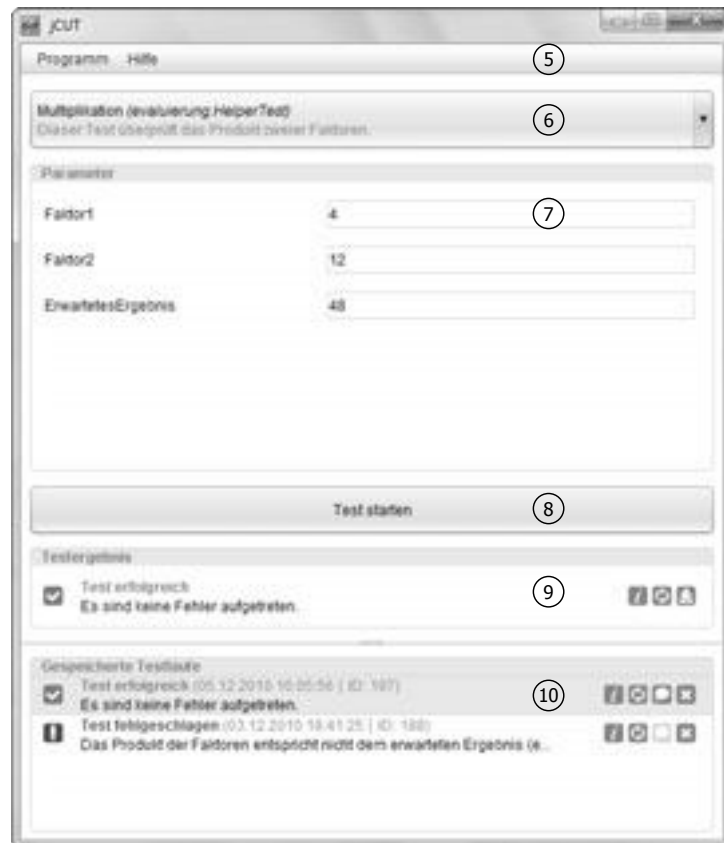 jCUT
Programm Hilfe
5
Multiplikation (evaluierung.HelperTest)
Dieser Test überprüft das Produkt zweier Faktoren.
6
Parameter
Faktor1 4
7
Faktor2 12
ErwartetesErgebnis 48
Test starten
8
Testergebnis
Test erfolgreich
Es sind keine Fehler aufgetreten.
9
Gespeicherte Testläufe
Test erfolgreich (05.12.2010 16:05:56 | ID: 197)
Es sind keine Fehler aufgetreten.
10
Test fehlgeschlagen (03.12.2010 18:41:25 | ID: 188)
Das Produkt der Faktoren entspricht nicht dem erwarteten Ergebnis (e...